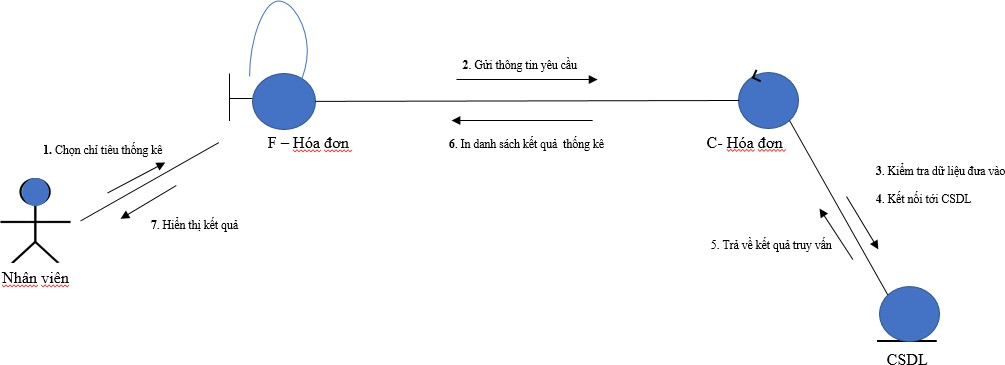 2. Gửi thông tin yêu cầu
F – Hóa đơn
6. In danh sách kết quả thống kê
C- Hóa đơn
1. Chọn chỉ tiêu thống kê
3. Kiểm tra dữ liệu đưa vào
4. Kết nối tới CSDL
7. Hiển thị kết quả
5. Trả về kết quả truy vấn
Nhân viên
CSDL